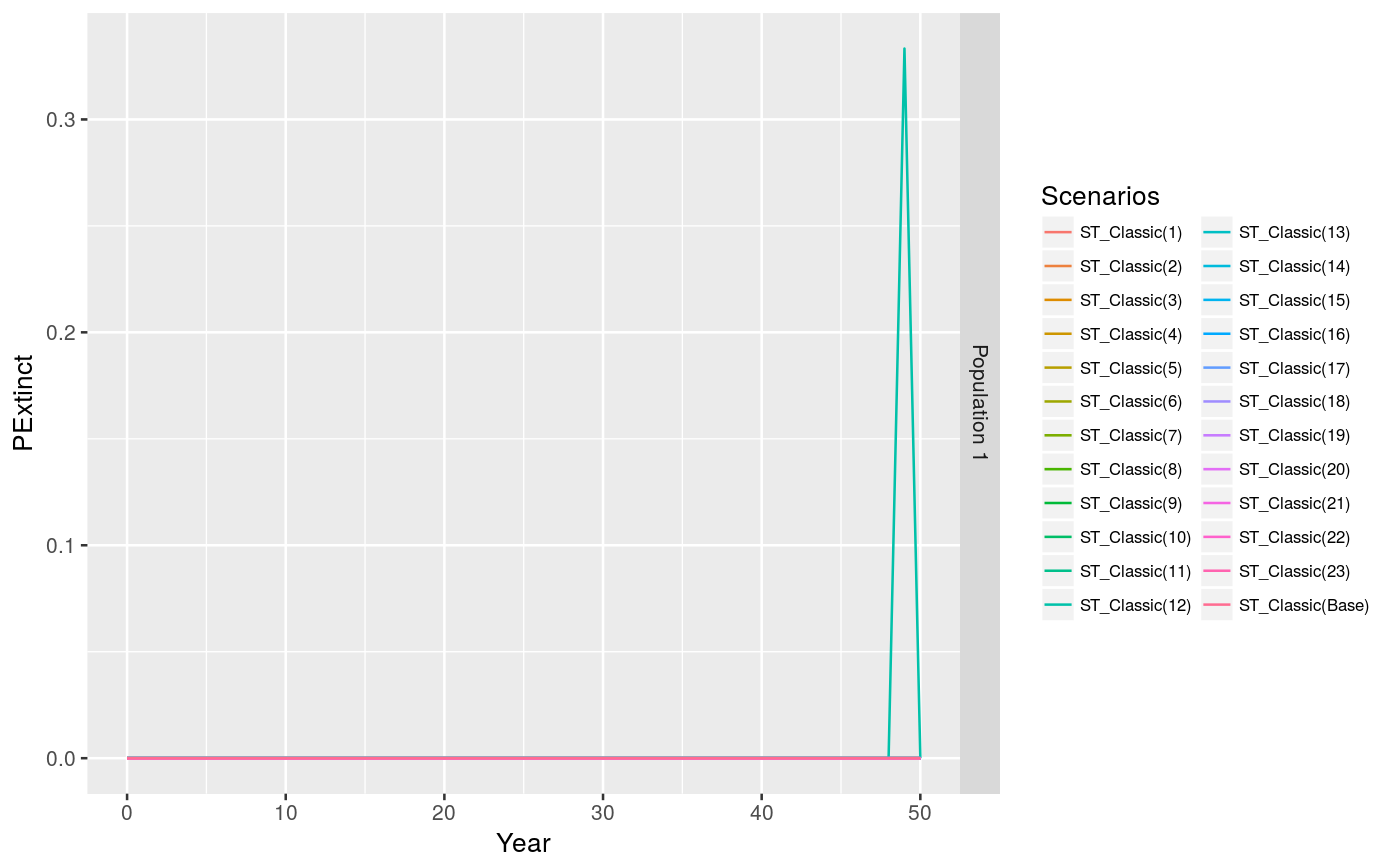 0.3
0.2
0.1
0.0
PExtinct
0 10 20 30 40 50
Year
Population 1
Scenarios
ST_Classic(1)
ST_Classic(2)
ST_Classic(3)
ST_Classic(4)
ST_Classic(5)
ST_Classic(6)
ST_Classic(7)
ST_Classic(8)
ST_Classic(9)
ST_Classic(10)
ST_Classic(11)
ST_Classic(12)
ST_Classic(13)
ST_Classic(14)
ST_Classic(15)
ST_Classic(16)
ST_Classic(17)
ST_Classic(18)
ST_Classic(19)
ST_Classic(20)
ST_Classic(21)
ST_Classic(22)
ST_Classic(23)
ST_Classic(Base)